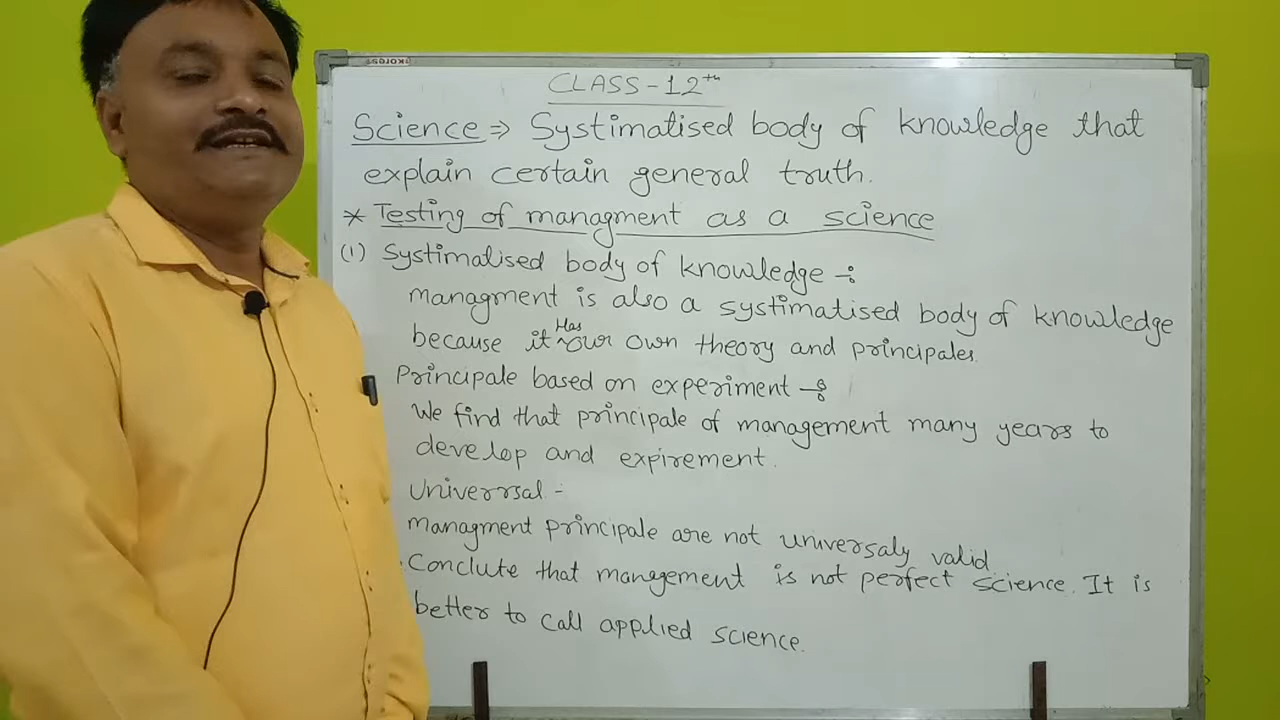 CLASS-12th
Science ⇒ Systimatised body of knowledge that
explain certain general truth.
* Testing of managment as a science
(1) Systimatised body of knowledge -:
managment is also a systimatised body of knowledge
because it Has our own theory and principales.
Principale based on experiment -:
We find that principale of management many years to
develop and expirement.
Universal -
managment principale are not universaly valid
Conclute that management is not perfect science. It is
better to call applied science.